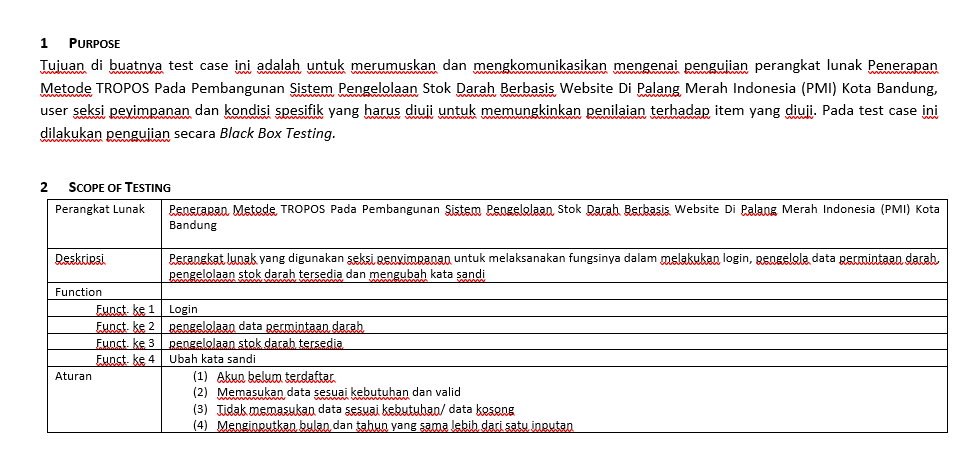 1 PURPOSE
Tujuan di buatnya test case ini adalah untuk merumuskan dan mengkomunikasikan mengenai pengujian perangkat lunak Penerapan
Metode TROPOS Pada Pembangunan Sistem Pengelolaan Stok Darah Berbasis Website Di Palang Merah Indonesia (PMI) Kota Bandung,
user seksi peyimpanan dan kondisi spesifik yang harus diuji untuk memungkinkan penilaian terhadap item yang diuji. Pada test case ini
dilakukan pengujian secara Black Box Testing.
2 SCOPE OF TESTING
Perangkat Lunak Penerapan Metode TROPOS Pada Pembangunan Sistem Pengelolaan Stok Darah Berbasis Website Di Palang Merah Indonesia (PMI) Kota
Bandung
Deskripsi Perangkat lunak yang digunakan seksi penyimpanan untuk melaksanakan fungsinya dalam melakukan login, pengelola data permintaan darah,
pengelolaan stok darah tersedia dan mengubah kata sandi
Function
Funct. ke 1 Login
Funct. ke 2 pengelolaan data permintaan darah
Funct. ke 3 pengelolaan stok darah tersedia
Funct. ke 4 Ubah kata sandi
Aturan (1) Akun belum terdaftar
(2) Memasukan data sesuai kebutuhan dan valid
(3) Tidak memasukan data sesuai kebutuhan/ data kosong
(4) Menginputkan bulan dan tahun yang sama lebih dari satu inputan